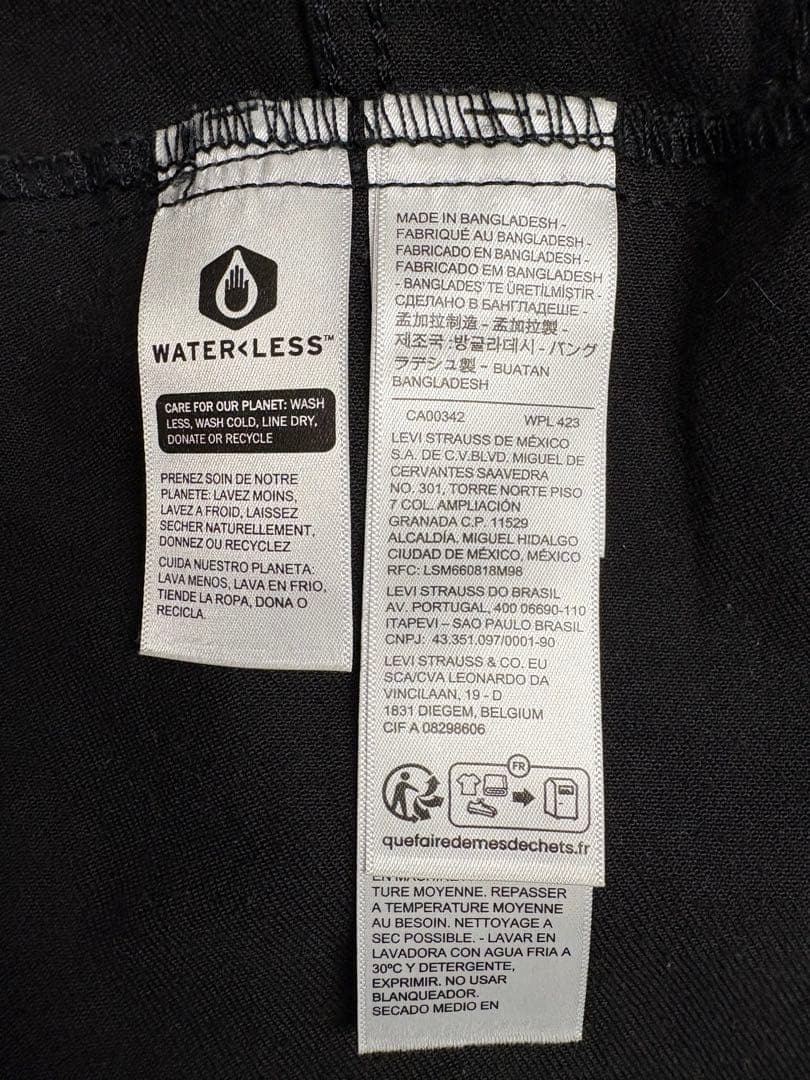 WATER<LESS™
CARE FOR OUR PLANET: WASH
LESS, WASH COLD, LINE DRY,
DONATE OR RECYCLE
PRENEZ SOIN DE NOTRE
PLANETE: LAVEZ MOINS,
LAVEZ A FROID, LAISSEZ
SECHER NATURELLEMENT,
DONNEZ OU RECYCLEZ
CUIDA NUESTRO PLANETA:
LAVA MENOS, LAVA EN FRIO,
TIENDE LA ROPA, DONA O
RECICLA.
MADE IN BANGLADESH -
FABRIQUÉ AU BANGLADESH -
FABRICADO EN BANGLADESH -
FABRICADO EM BANGLADESH
- BANGLADEŞ' TE ÜRETİLMİŞTİR -
СДЕЛАНО В БАНГЛАДЕШЕ -
孟加拉制造 - 孟加拉製 -
제조국 :방글라데시 - バング
ラデシュ製 - BUATAN
BANGLADESH
CA00342 WPL 423
LEVI STRAUSS DE MÉXICO
S.A. DE C.V.BLVD. MIGUEL DE
CERVANTES SAAVEDRA
NO. 301, TORRE NORTE PISO
7 COL. AMPLIACIÓN
GRANADA C.P. 11529
ALCALDÍA. MIGUEL HIDALGO
CIUDAD DE MÉXICO, MÉXICO
RFC: LSM660818M98
LEVI STRAUSS DO BRASIL
AV. PORTUGAL, 400 06690-110
ITAPEVI – SAO PAULO BRASIL
CNPJ: 43.351.097/0001-90
LEVI STRAUSS & CO. EU
SCA/CVA LEONARDO DA
VINCILAAN, 19 - D
1831 DIEGEM, BELGIUM
CIF A 08298606
FR
quefairedemesdechets.fr
TURE MOYENNE. REPASSER
A TEMPERATURE MOYENNE
AU BESOIN. NETTOYAGE A
SEC POSSIBLE. - LAVAR EN
LAVADORA CON AGUA FRIA A
30ºC Y DETERGENTE,
EXPRIMIR. NO USAR
BLANQUEADOR.
SECADO MEDIO EN